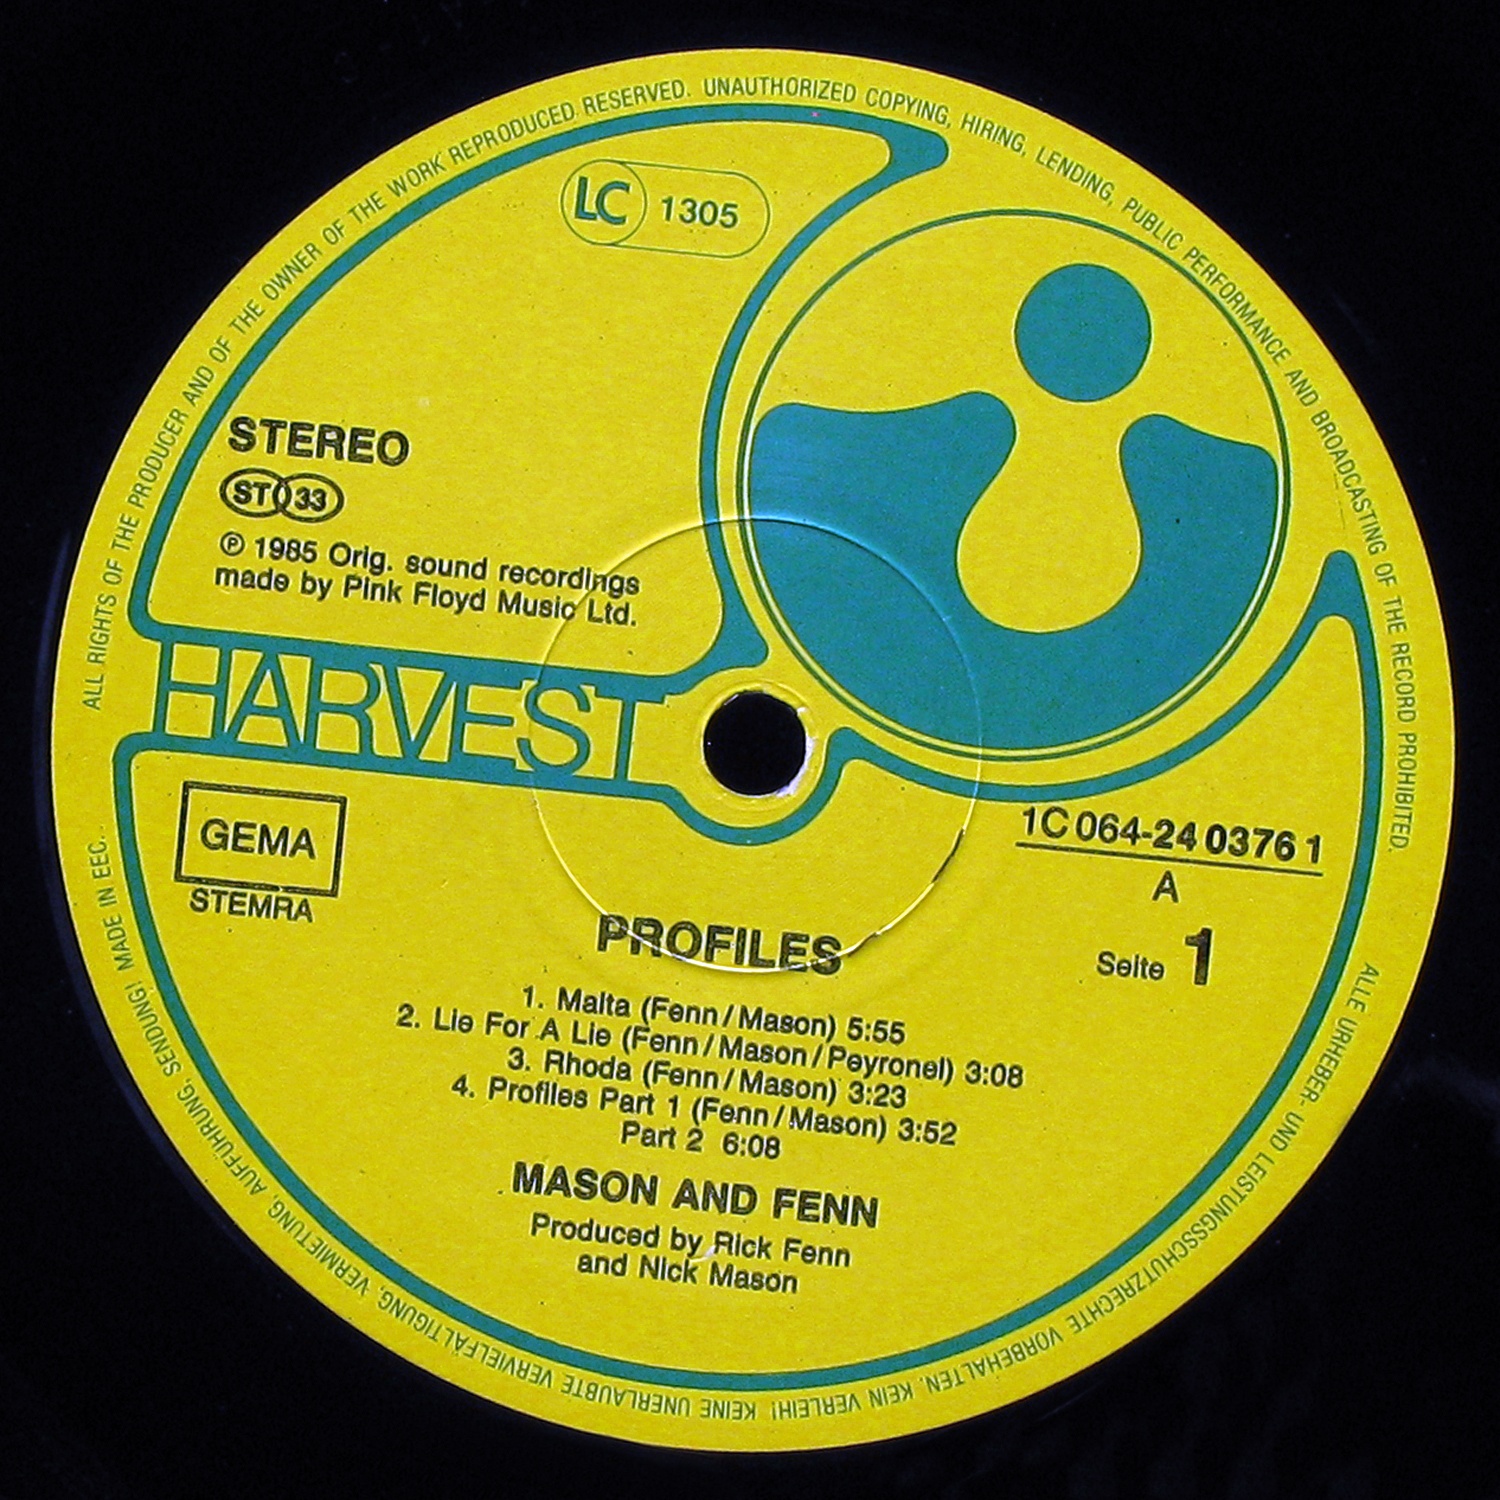 ALL RIGHTS OF THE PRODUCER AND OF THE OWNER OF THE WORK REPRODUCED RESERVED. UNAUTHORIZED COPYING, HIRING, LENDING, PUBLIC PERFORMANCE AND BROADCASTING OF THE RECORD PROHIBITED.
LC 1305
STEREO
ST 33
Ⓟ 1985 Orig. sound recordings
made by Pink Floyd Music Ltd.
HARVEST
GEMA
STEMRA
1C 064-24 0376 1
A
Seite 1
PROFILES
1. Malta (Fenn/Mason) 5:55
2. Lie For A Lie (Fenn/Mason/Peyronel) 3:08
3. Rhoda (Fenn/Mason) 3:23
4. Profiles Part 1 (Fenn/Mason) 3:52
Part 2 6:08
MASON AND FENN
Produced by Rick Fenn
and Nick Mason
ALLE URHEBER- UND LEISTUNGSSCHUTZRECHTE VORBEHALTEN. KEIN VERLEIH! KEINE UNERLAUBTE VERVIELFÄLTIGUNG, VERMIETUNG, AUFFÜHRUNG, SENDUNG! MADE IN EEC.